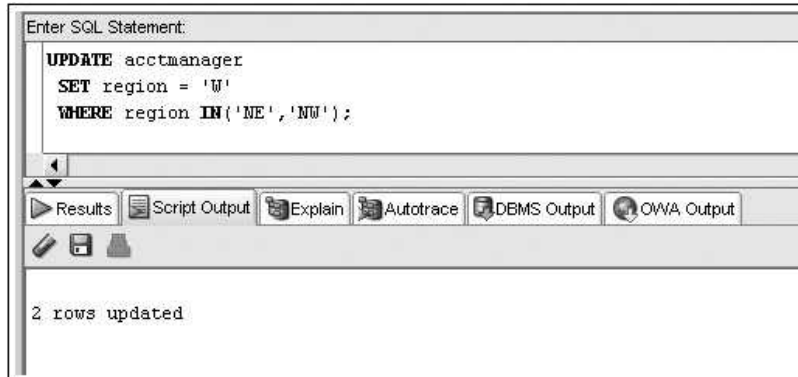 Enter SQL Statement:
UPDATE acctmanager
SET region = 'W'
WHERE region IN('NE','NW');
Results Script Output Explain Autotrace DBMS Output OWA Output
2 rows updated